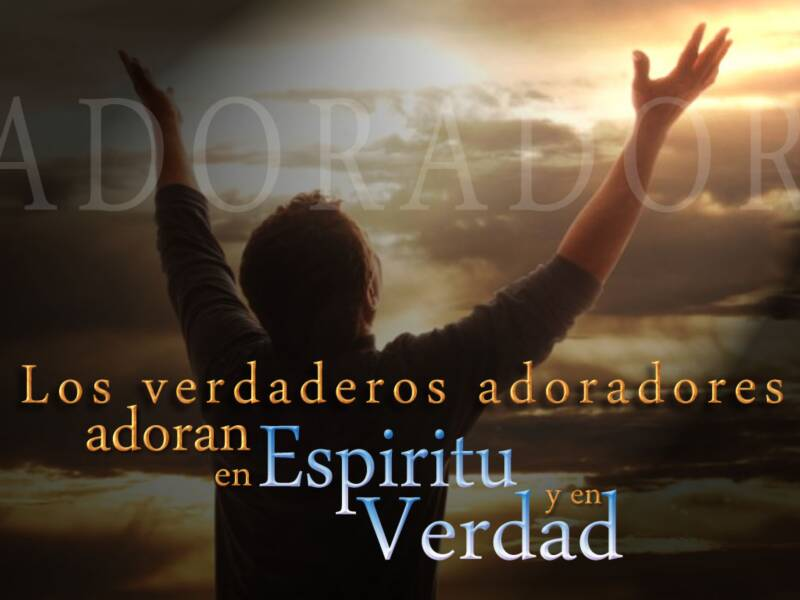 ADORADOR
Los verdaderos adoradores
adoran
en Espiritu
y en
Verdad